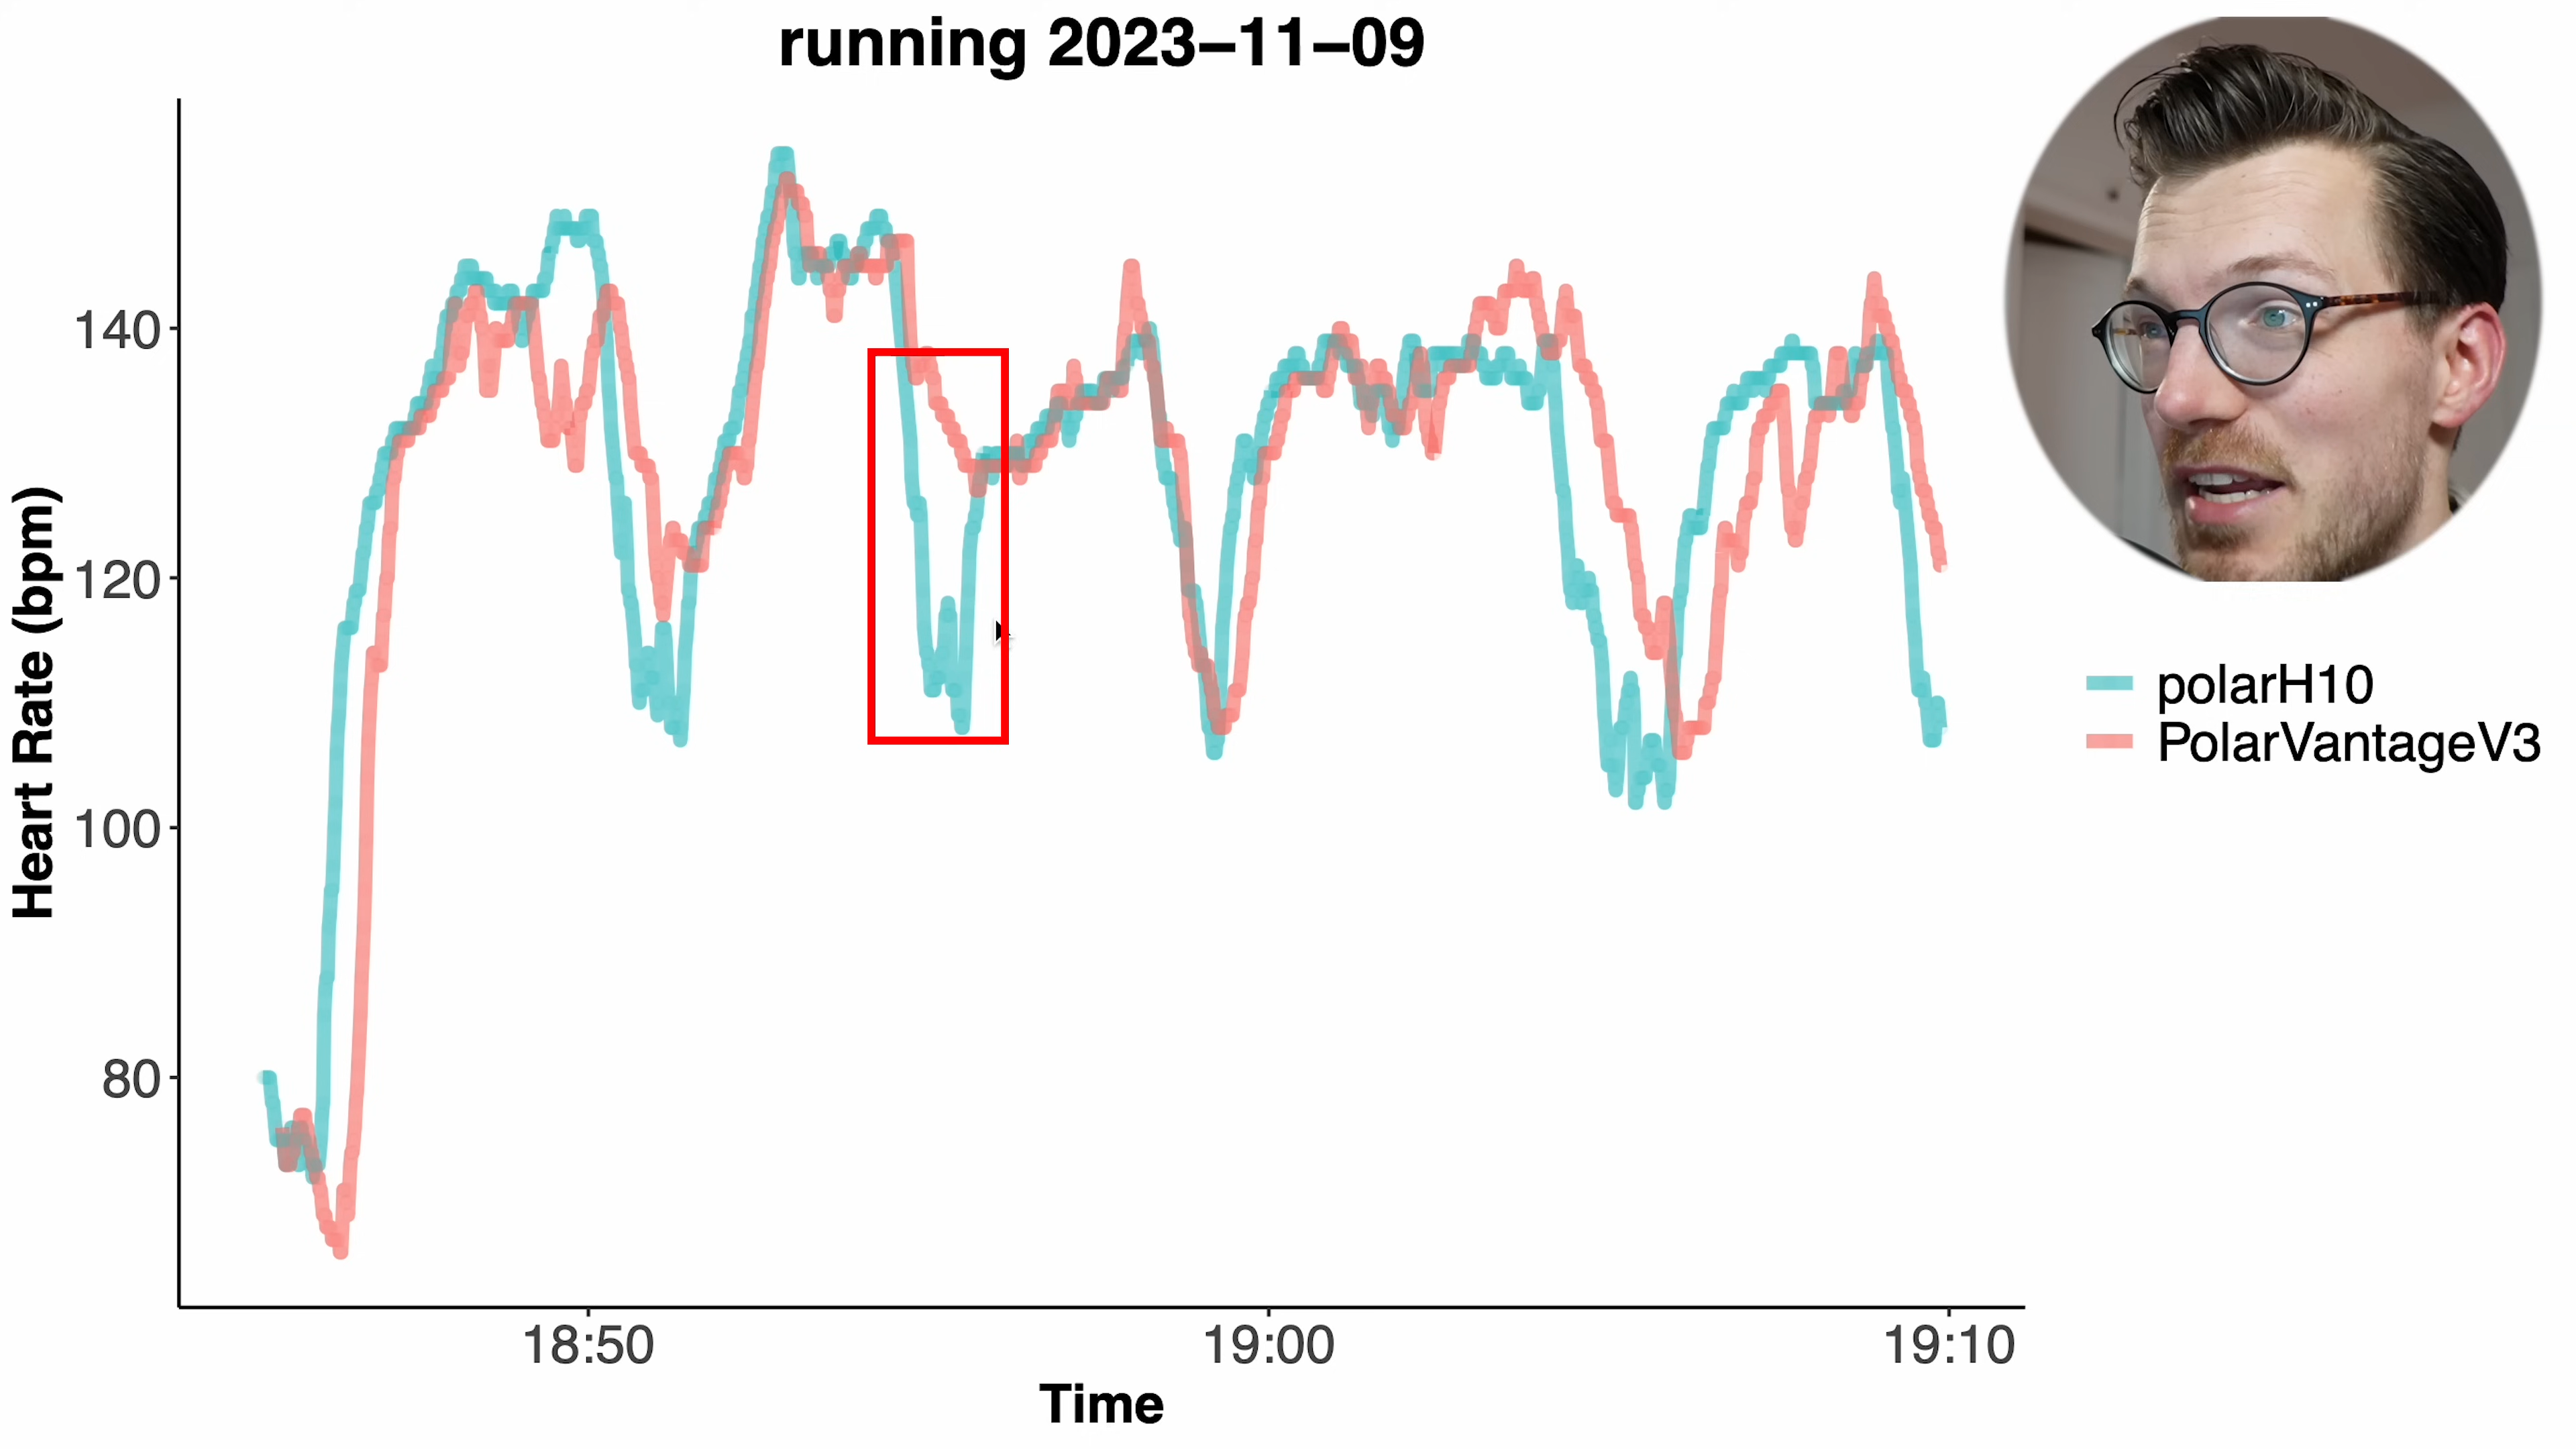 running 2023–11–09
Heart Rate (bpm)
140
120
100
80
18:50
19:00
19:10
Time
polarH10
PolarVantageV3